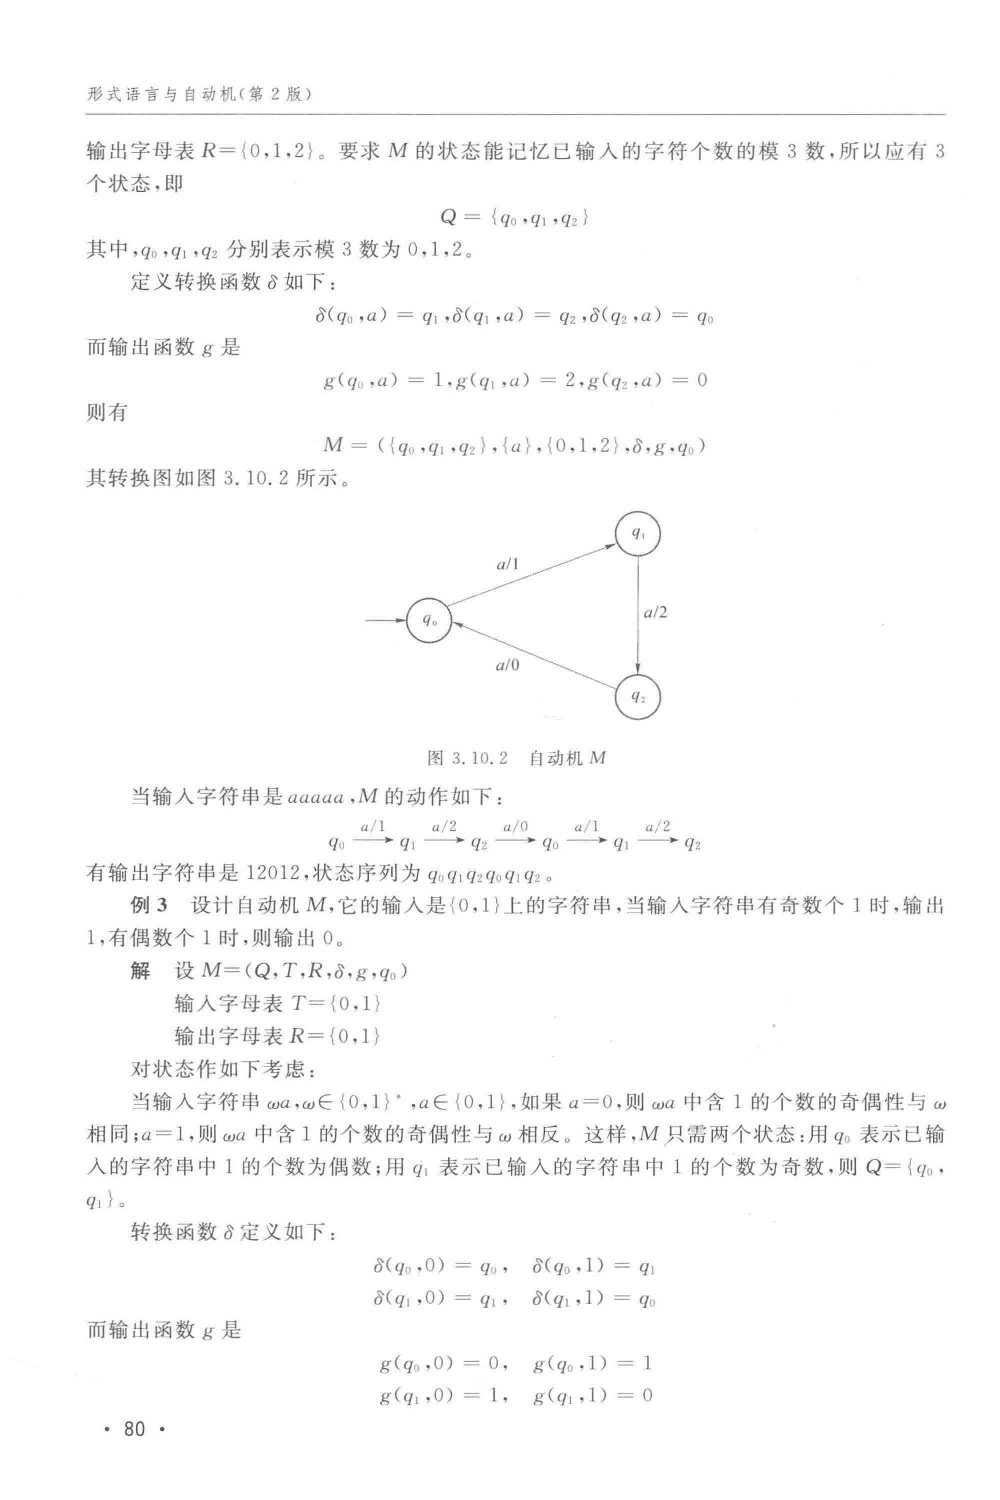 形式语言与自动机(第2版)
输出字母表 R={0,1,2}。要求 M 的状态能记忆已输入的字符个数的模 3 数,所以应有 3
个状态,即
Q = {q₀,q₁,q₂}
其中,q₀,q₁,q₂ 分别表示模 3 数为 0,1,2。
定义转换函数 δ 如下:
δ(q₀,a) = q₁,δ(q₁,a) = q₂,δ(q₂,a) = q₀
而输出函数 g 是
g(q₀,a) = 1,g(q₁,a) = 2,g(q₂,a) = 0
则有
M = ({q₀,q₁,q₂},{a},{0,1,2},δ,g,q₀)
其转换图如图 3.10.2 所示。
q₁
a/1
a/2
q₀
a/0
q₂
图 3.10.2 自动机 M
当输入字符串是 aaaaa,M 的动作如下:
a/1 a/2 a/0 a/1 a/2
q₀ → q₁ → q₂ → q₀ → q₁ → q₂
有输出字符串是 12012,状态序列为 q₀q₁q₂q₀q₁q₂。
例 3 设计自动机 M,它的输入是{0,1}上的字符串,当输入字符串有奇数个 1 时,输出
1,有偶数个 1 时,则输出 0。
解 设 M=(Q,T,R,δ,g,q₀)
输入字母表 T={0,1}
输出字母表 R={0,1}
对状态作如下考虑:
当输入字符串 ωa,ω∈{0,1}*,a∈{0,1},如果 a=0,则 ωa 中含 1 的个数的奇偶性与 ω
相同;a=1,则 ωa 中含 1 的个数的奇偶性与 ω 相反。这样,M 只需两个状态:用 q₀ 表示已输
入的字符串中 1 的个数为偶数;用 q₁ 表示已输入的字符串中 1 的个数为奇数,则 Q={q₀,
q₁}。
转换函数 δ 定义如下:
δ(q₀,0) = q₀, δ(q₀,1) = q₁
δ(q₁,0) = q₁, δ(q₁,1) = q₀
而输出函数 g 是
g(q₀,0) = 0, g(q₀,1) = 1
g(q₁,0) = 1, g(q₁,1) = 0
· 80 ·